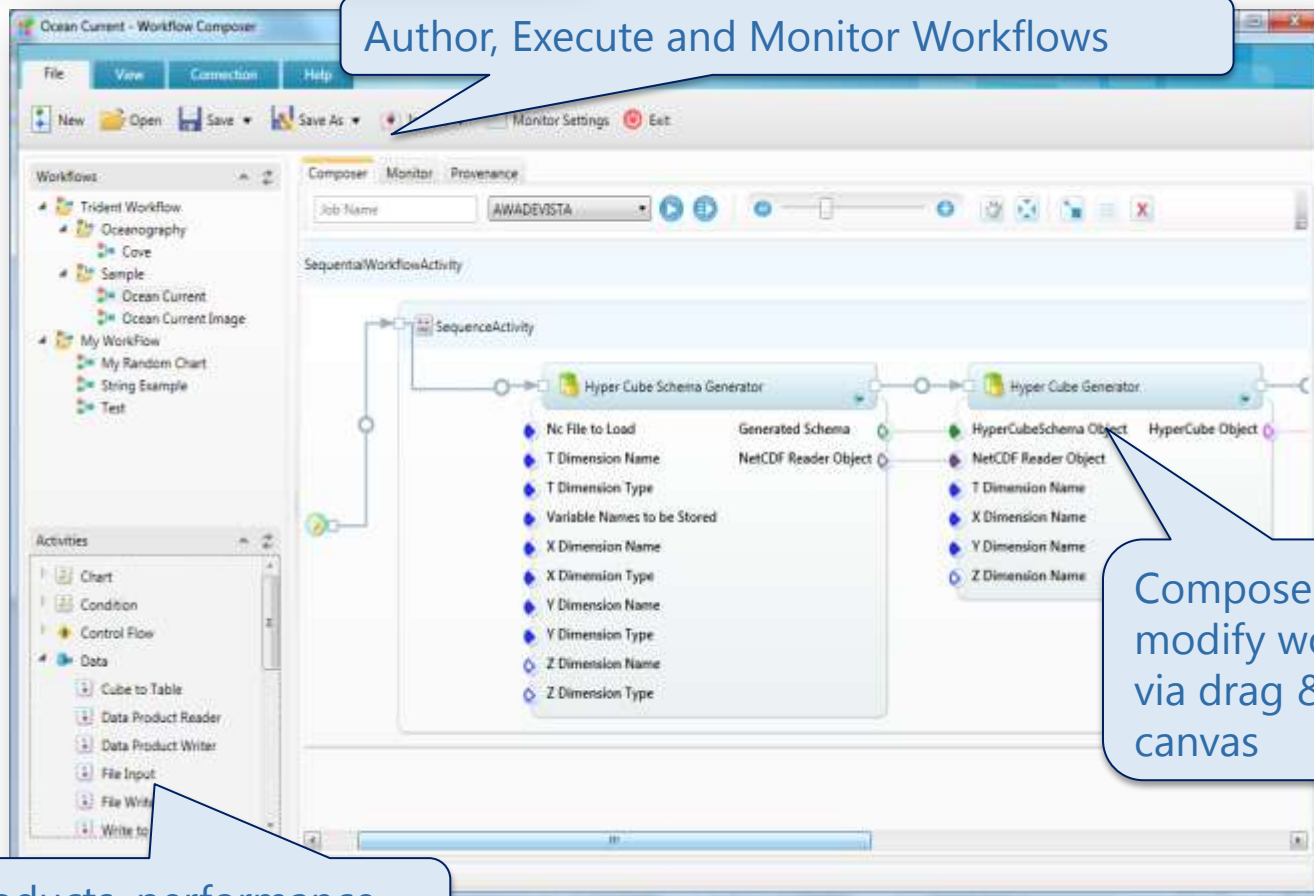 Author, Execute and Monitor Workflows
Ocean Current - Workflow Composer
File View Connection Help
New Open Save Save As Monitor Settings Exit
Workflows
Trident Workflow
Oceanography
Cove
Sample
Ocean Current
Ocean Current Image
My WorkFlow
My Random Chart
String Example
Test
Activities
Chart
Condition
Control Flow
Data
Cube to Table
Data Product Reader
Data Product Writer
File Input
File Write
Write to
Composer Monitor Provenance
Job Name AWADEVISTA
SequentialWorkflowActivity
SequenceActivity
Hyper Cube Schema Generator
Nc File to Load Generated Schema
T Dimension Name NetCDF Reader Object
T Dimension Type
Variable Names to be Stored
X Dimension Name
X Dimension Type
Y Dimension Name
Y Dimension Type
Z Dimension Name
Z Dimension Type
Hyper Cube Generator
HyperCubeSchema Object HyperCube Object
NetCDF Reader Object
T Dimension Name
X Dimension Name
Y Dimension Name
Z Dimension Name
Compose
modify wo
via drag &
canvas
performance